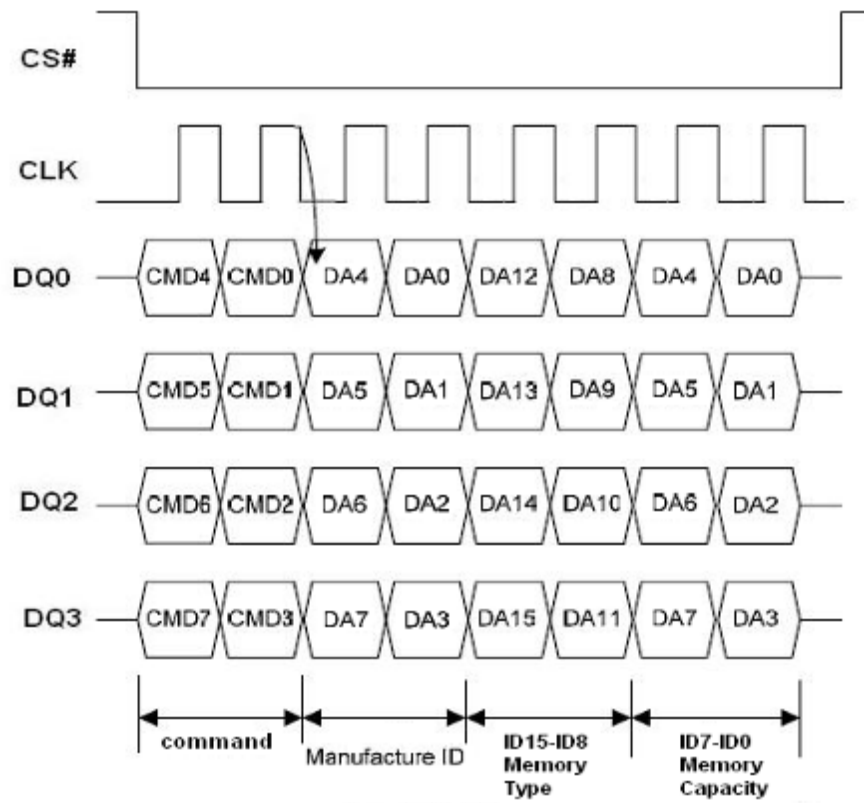 CS#
CLK
DQ0 CMD4 CMD0 DA4 DA0 DA12 DA8 DA4 DA0
DQ1 CMD5 CMD1 DA5 DA1 DA13 DA9 DA5 DA1
DQ2 CMD6 CMD2 DA6 DA2 DA14 DA10 DA6 DA2
DQ3 CMD7 CMD3 DA7 DA3 DA15 DA11 DA7 DA3
command
Manufacture ID
ID15-ID8
Memory
Type
ID7-ID0
Memory
Capacity